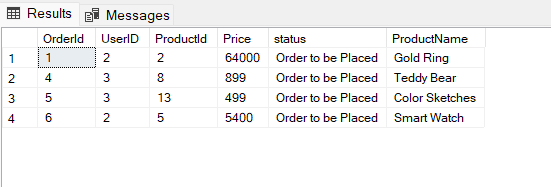 Results Messages
OrderId UserID ProductId Price status ProductName
1 1 2 2 64000 Order to be Placed Gold Ring
2 4 3 8 899 Order to be Placed Teddy Bear
3 5 3 13 499 Order to be Placed Color Sketches
4 6 2 5 5400 Order to be Placed Smart Watch